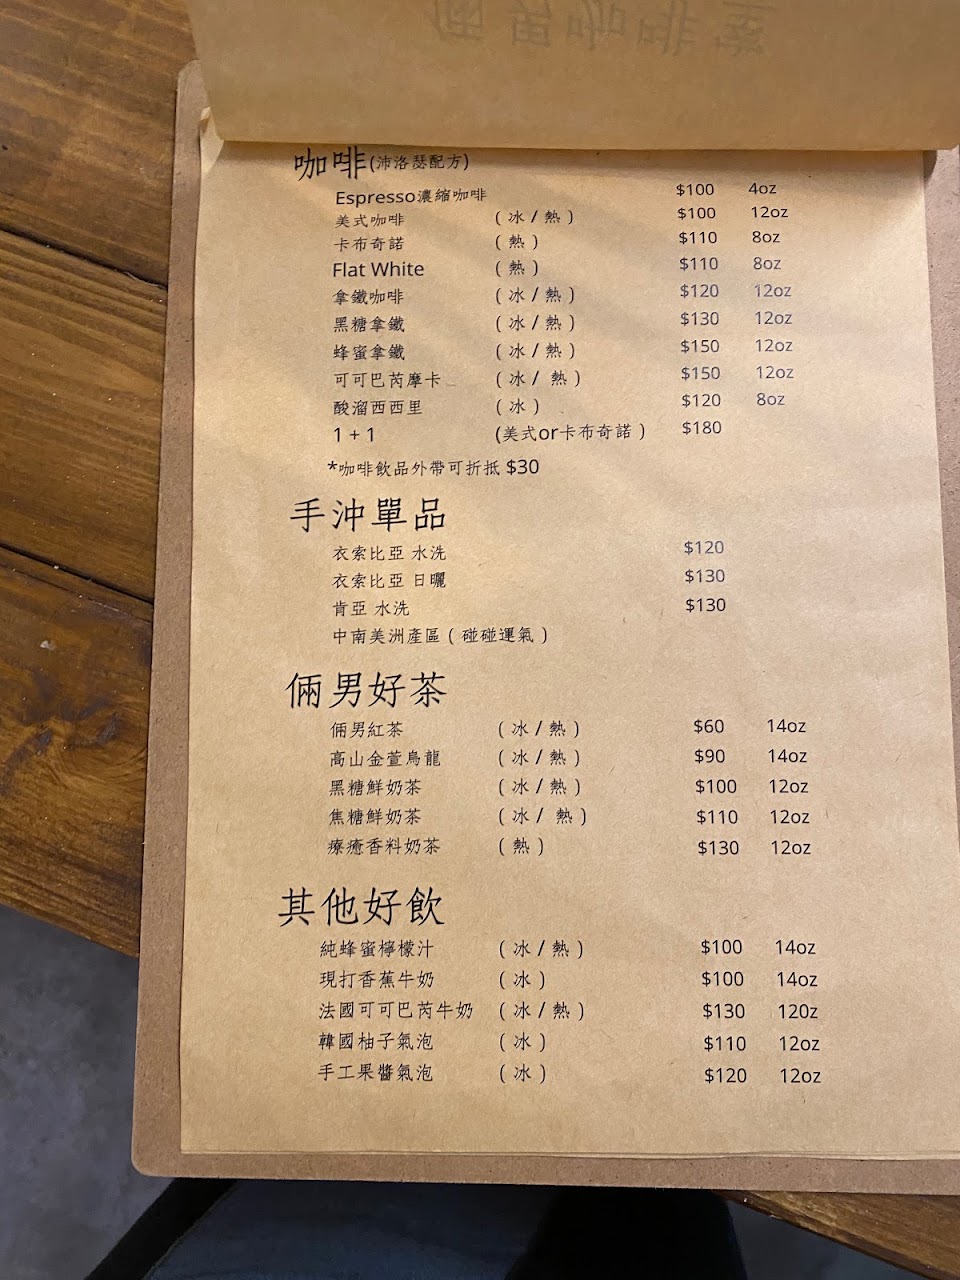 咖啡(沛洛瑟配方)
Espresso濃縮咖啡 $100 4oz
美式咖啡 ( 冰 / 熱 ) $100 12oz
卡布奇諾 ( 熱 ) $110 8oz
Flat White ( 熱 ) $110 8oz
拿鐵咖啡 ( 冰 / 熱 ) $120 12oz
黑糖拿鐵 ( 冰 / 熱 ) $130 12oz
蜂蜜拿鐵 ( 冰 / 熱 ) $150 12oz
可可巴芮摩卡 ( 冰 / 熱 ) $150 12oz
酸溜西西里 ( 冰 ) $120 8oz
1 + 1 (美式or卡布奇諾 ) $180
*咖啡飲品外帶可折抵 $30
手沖單品
衣索比亞 水洗 $120
衣索比亞 日曬 $130
肯亞 水洗 $130
中南美洲產區 ( 碰碰運氣 )
倆男好茶
倆男紅茶 ( 冰 / 熱 ) $60 14oz
高山金萱烏龍 ( 冰 / 熱 ) $90 14oz
黑糖鮮奶茶 ( 冰 / 熱 ) $100 12oz
焦糖鮮奶茶 ( 冰 / 熱 ) $110 12oz
療癒香料奶茶 ( 熱 ) $130 12oz
其他好飲
純蜂蜜檸檬汁 ( 冰 / 熱 ) $100 14oz
現打香蕉牛奶 ( 冰 ) $100 14oz
法國可可巴芮牛奶 ( 冰 / 熱 ) $130 120z
韓國柚子氣泡 ( 冰 ) $110 12oz
手工果醬氣泡 ( 冰 ) $120 12oz